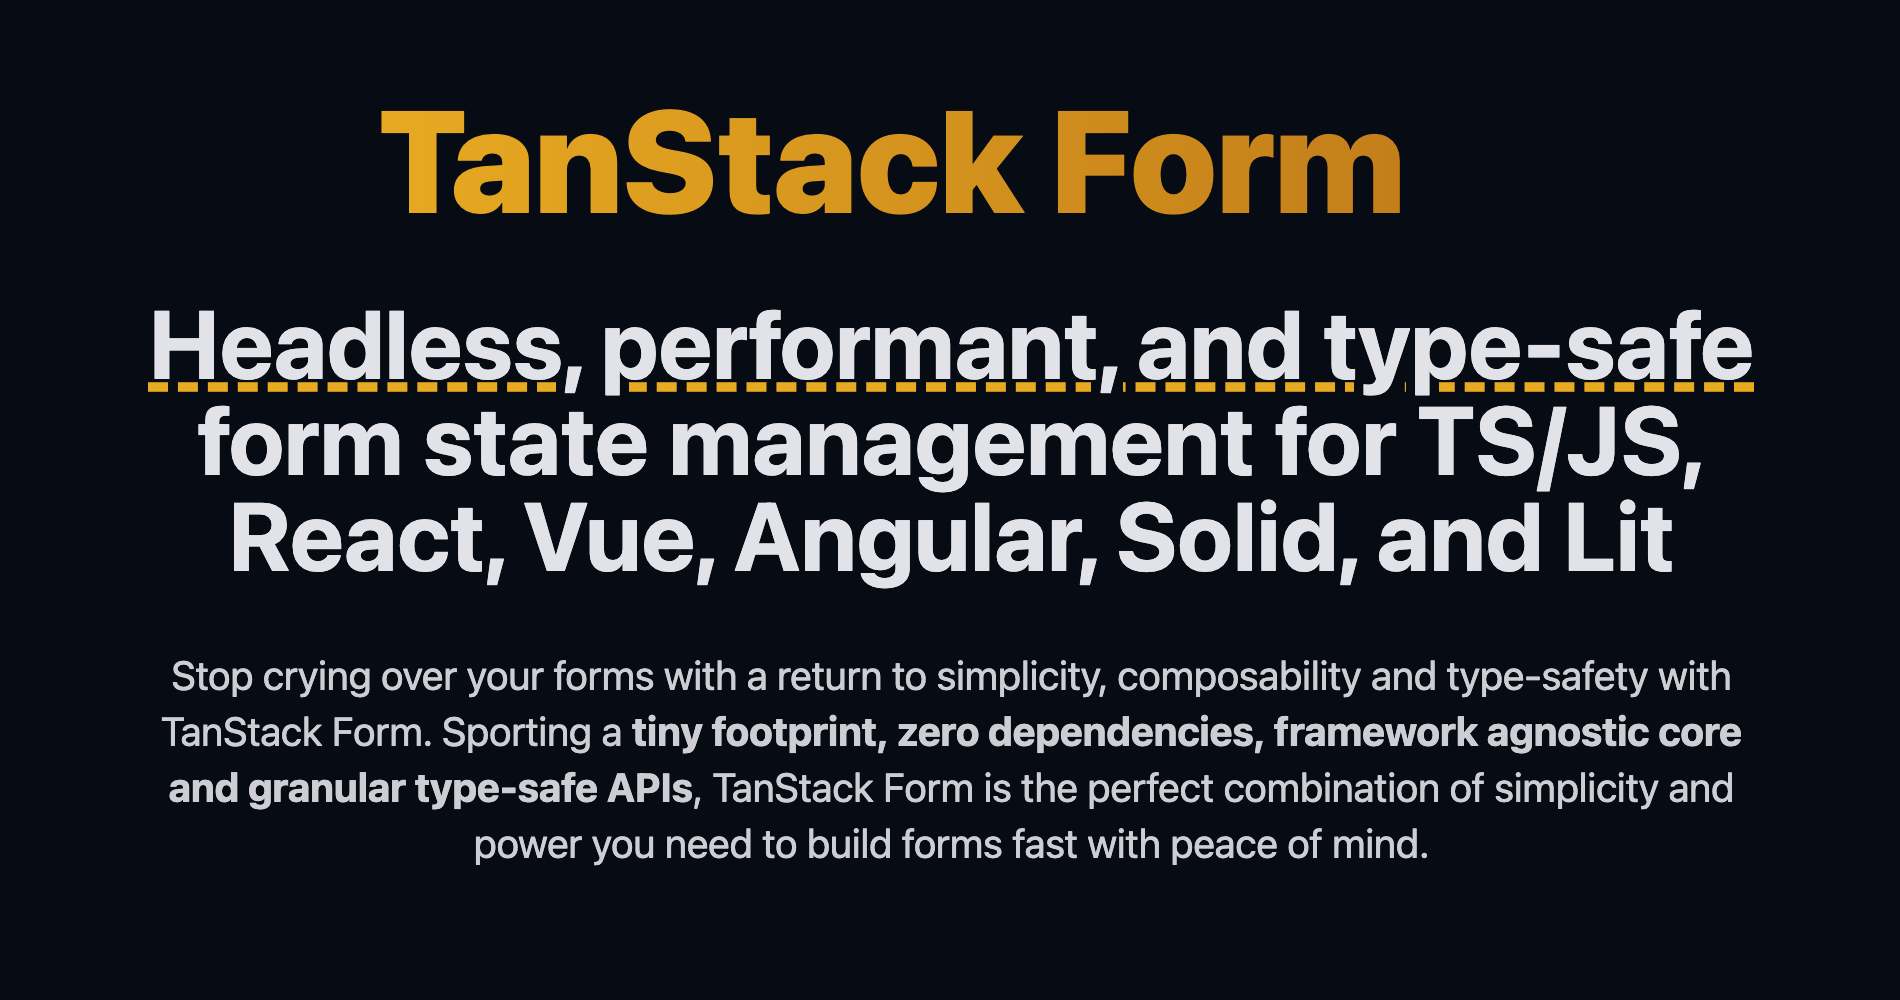 TanStack Form
Headless, performant, and type-safe
form state management for TS/JS,
React, Vue, Angular, Solid, and Lit
Stop crying over your forms with a return to simplicity, composability and type-safety with
TanStack Form. Sporting a tiny footprint, zero dependencies, framework agnostic core
and granular type-safe APIs, TanStack Form is the perfect combination of simplicity and
power you need to build forms fast with peace of mind.